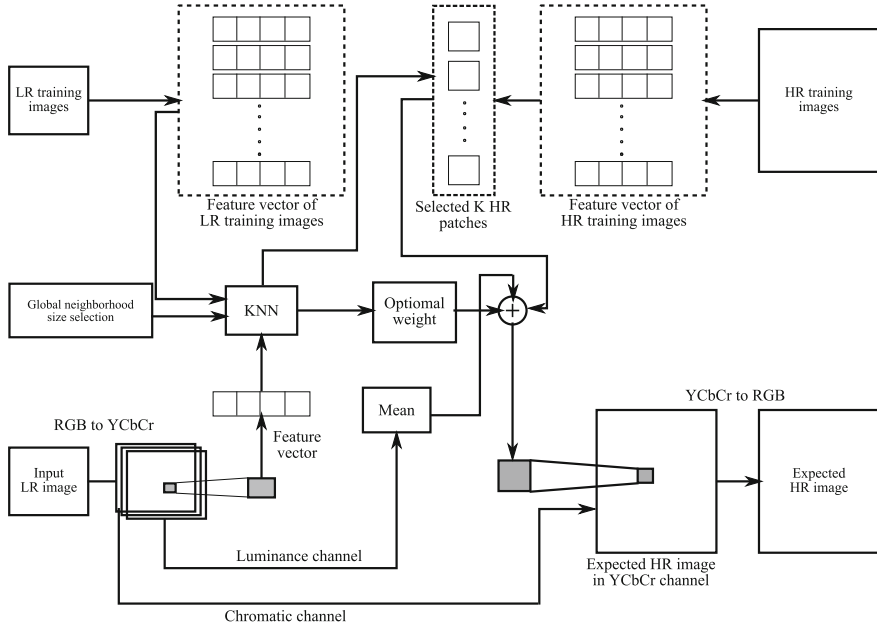 LR training
images
HR training
images
Feature vector of
LR training images
Selected K HR
patches
Feature vector of
HR training images
Global neighborhood
size selection
KNN
Optiomal
weight
+
Mean
YCbCr to RGB
RGB to YCbCr
Feature
vector
Input
LR image
Expected
HR image
Luminance channel
Expected HR image
in YCbCr channel
Chromatic channel